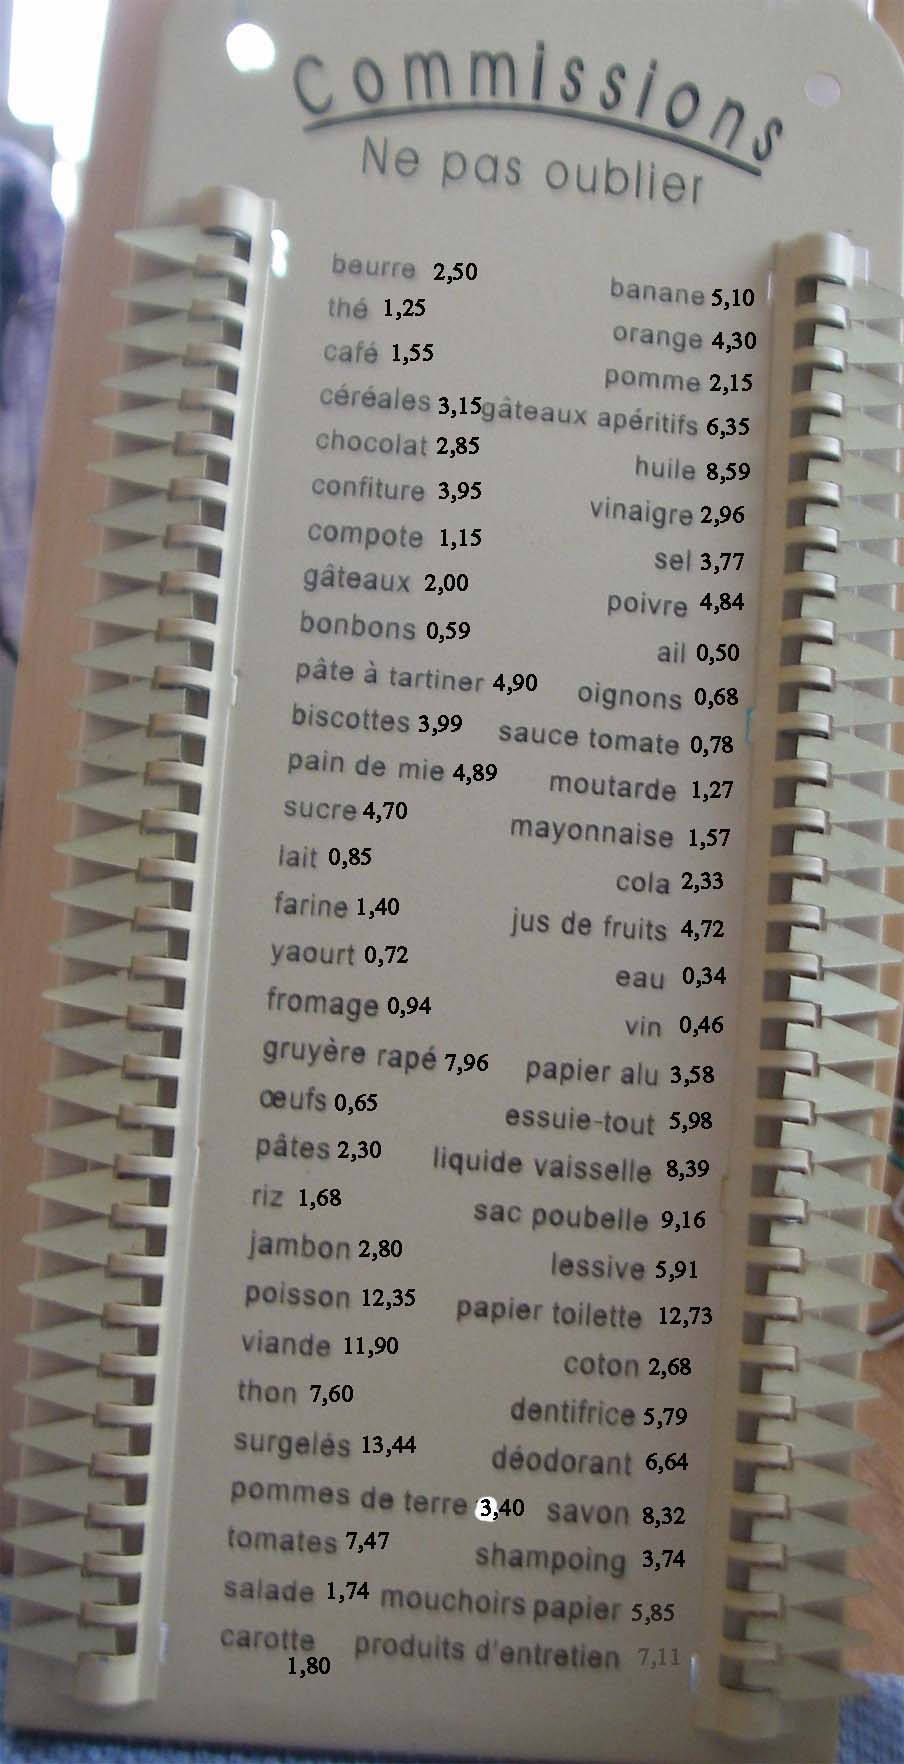 Commissions
Ne pas oublier
beurre 2,50
thé 1,25
café 1,55
céréales 3,15
chocolat 2,85
confiture 3,95
compote 1,15
gâteaux 2,00
bonbons 0,59
pâte à tartiner 4,90
biscottes 3,99
pain de mie 4,89
sucre 4,70
lait 0,85
farine 1,40
yaourt 0,72
fromage 0,94
gruyère rapé 7,96
œufs 0,65
pâtes 2,30
riz 1,68
jambon 2,80
poisson 12,35
viande 11,90
thon 7,60
surgelés 13,44
pommes de terre 3,40
tomates 7,47
salade 1,74
carotte
1,80
banane 5,10
orange 4,30
pomme 2,15
gâteaux apéritifs 6,35
huile 8,59
vinaigre 2,96
sel 3,77
poivre 4,84
ail 0,50
oignons 0,68
sauce tomate 0,78
moutarde 1,27
mayonnaise 1,57
cola 2,33
jus de fruits 4,72
eau 0,34
vin 0,46
papier alu 3,58
essuie-tout 5,98
liquide vaisselle 8,39
sac poubelle 9,16
lessive 5,91
papier toilette 12,73
coton 2,68
dentifrice 5,79
déodorant 6,64
savon 8,32
shampoing 3,74
mouchoirs papier 5,85
produits d'entretien 7,11